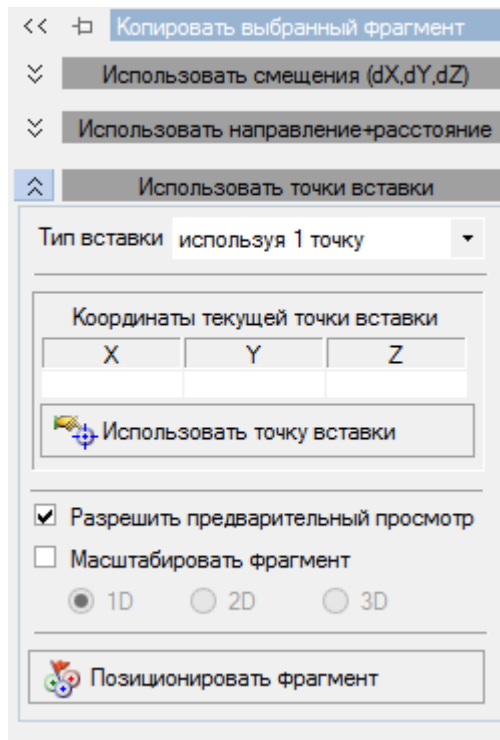 Копировать выбранный фрагмент
Использовать смещения (dX,dY,dZ)
Использовать направление+расстояние
Использовать точки вставки
Тип вставки используя 1 точку
Координаты текущей точки вставки
X Y Z
Использовать точку вставки
Разрешить предварительный просмотр
Масштабировать фрагмент
1D 2D 3D
Позиционировать фрагмент